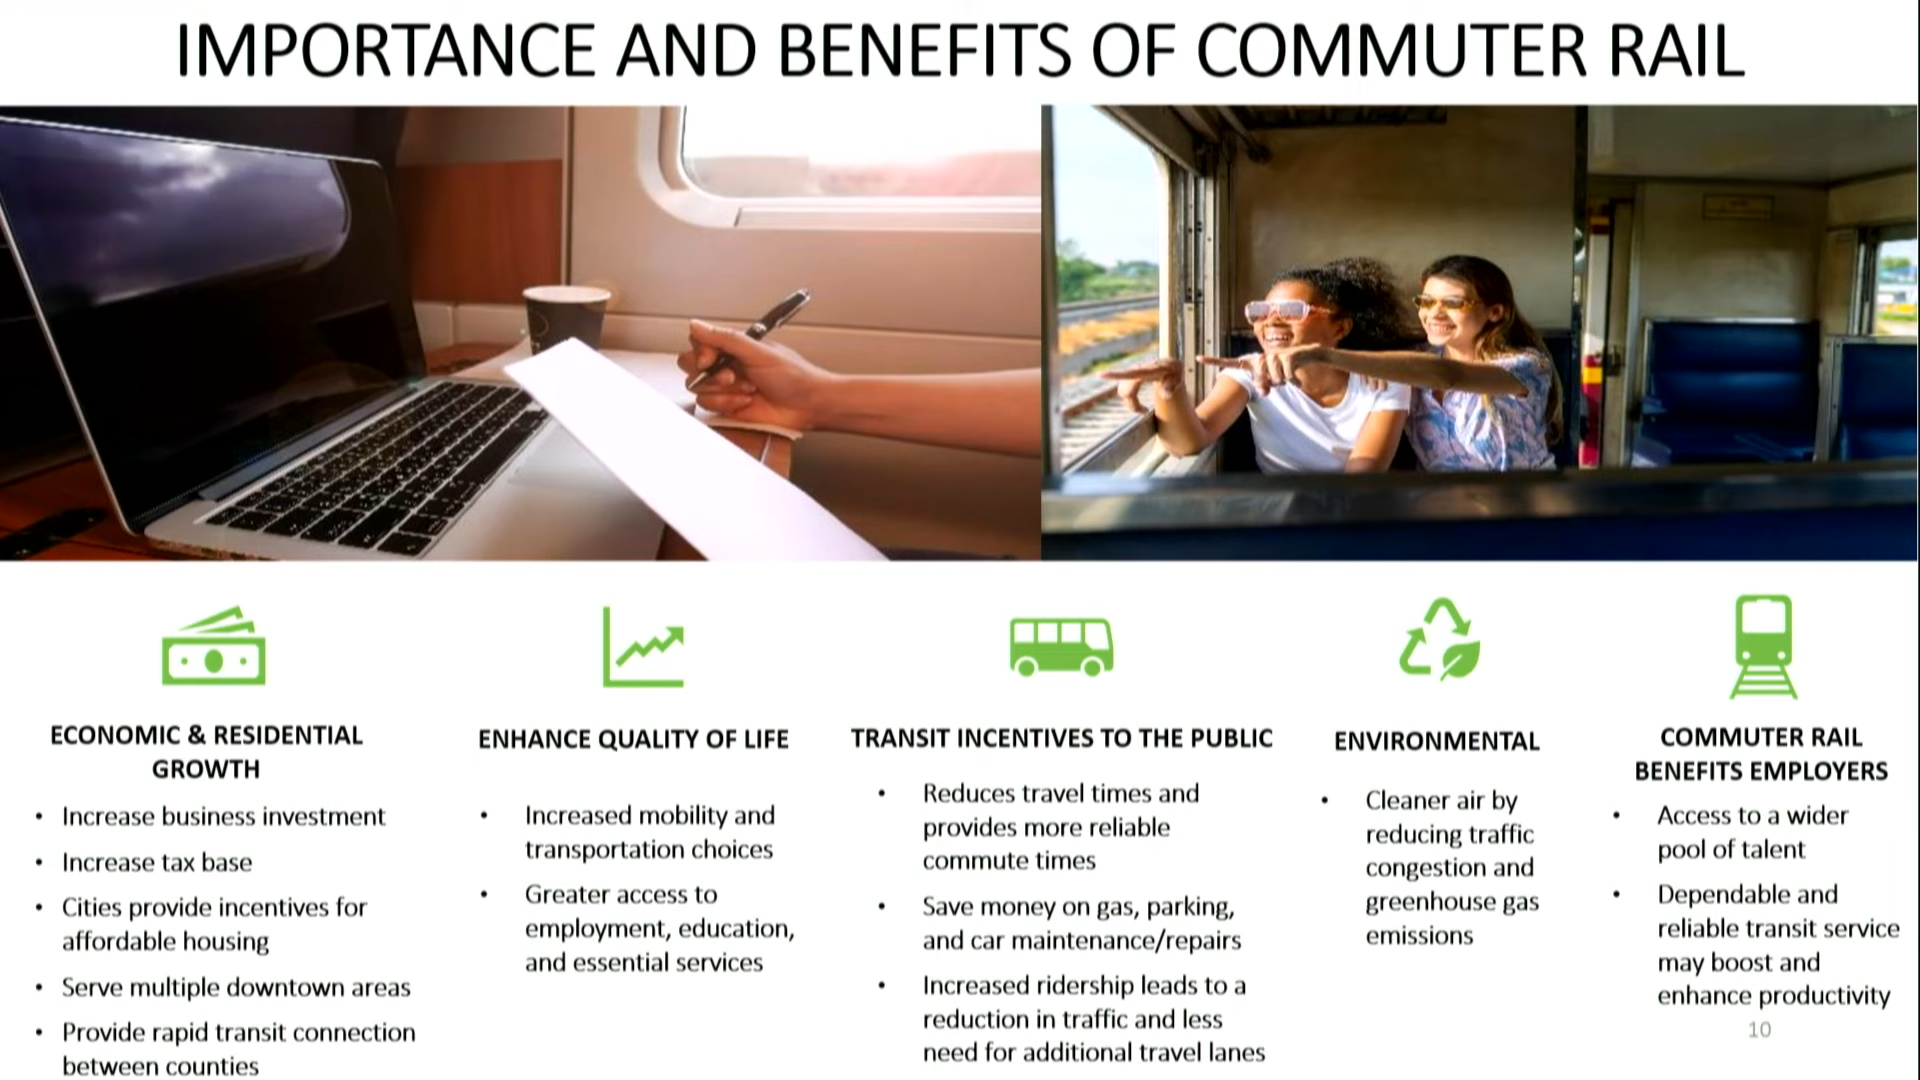 IMPORTANCE AND BENEFITS OF COMMUTER RAIL
ECONOMIC & RESIDENTIAL
GROWTH
• Increase business investment
• Increase tax base
• Cities provide incentives for
affordable housing
• Serve multiple downtown areas
• Provide rapid transit connection
between counties
ENHANCE QUALITY OF LIFE
• Increased mobility and
transportation choices
• Greater access to
employment, education,
and essential services
TRANSIT INCENTIVES TO THE PUBLIC
• Reduces travel times and
provides more reliable
commute times
• Save money on gas, parking,
and car maintenance/repairs
• Increased ridership leads to a
reduction in traffic and less
need for additional travel lanes
ENVIRONMENTAL
• Cleaner air by
reducing traffic
congestion and
greenhouse gas
emissions
COMMUTER RAIL
BENEFITS EMPLOYERS
• Access to a wider
pool of talent
• Dependable and
reliable transit service
may boost and
enhance productivity
10